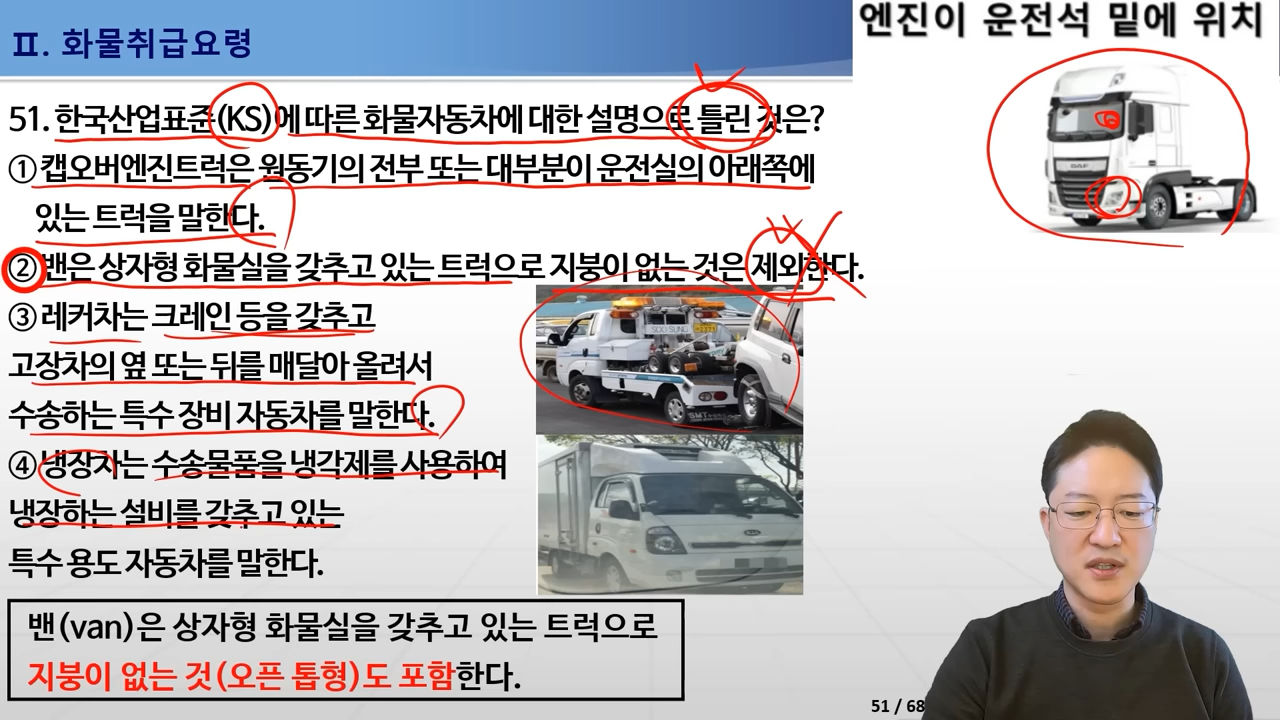 Ⅱ. 화물취급요령
엔진이 운전석 밑에 위치
51. 한국산업표준(KS)에 따른 화물자동차에 대한 설명으로 틀린 것은?
① 캡오버엔진트럭은 원동기의 전부 또는 대부분이 운전실의 아래쪽에
있는 트럭을 말한다.
② 밴은 상자형 화물실을 갖추고 있는 트럭으로 지붕이 없는 것은 제외한다.
③ 레커차는 크레인 등을 갖추고
고장차의 옆 또는 뒤를 매달아 올려서
수송하는 특수 장비 자동차를 말한다.
④ 냉장차는 수송물품을 냉각제를 사용하여
냉장하는 설비를 갖추고 있는
특수 용도 자동차를 말한다.
밴(van)은 상자형 화물실을 갖추고 있는 트럭으로
지붕이 없는 것(오픈 톱형)도 포함한다.
51 / 68